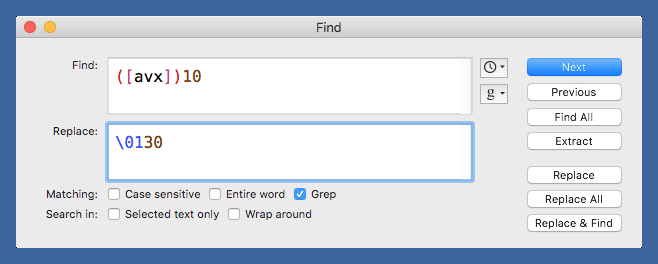 Find
Find: ([avx])10
g
Next
Previous
Find All
Extract
Replace: \0130
Replace
Replace All
Replace & Find
Matching: Case sensitive Entire word Grep
Search in: Selected text only Wrap around